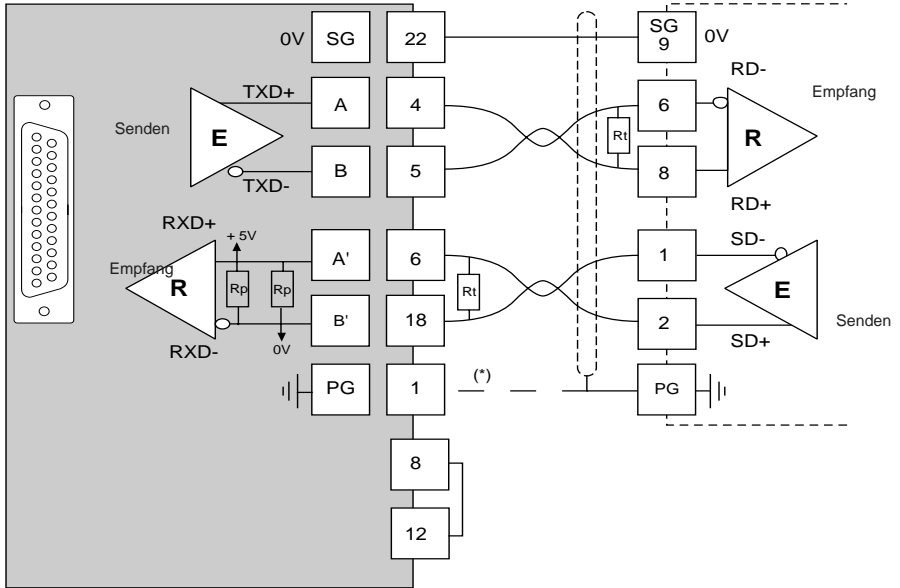 0V SG 22 SG 9 0V
TXD+ A 4 6 RD- Empfang
Senden E Rt R
TXD- B 5 8 RD+
RXD+ + 5V A' 6 1 SD-
Empfang R Rp Rp Rt E
RXD- 0V B' 18 2 SD+ Senden
PG 1 (*) PG
8
12